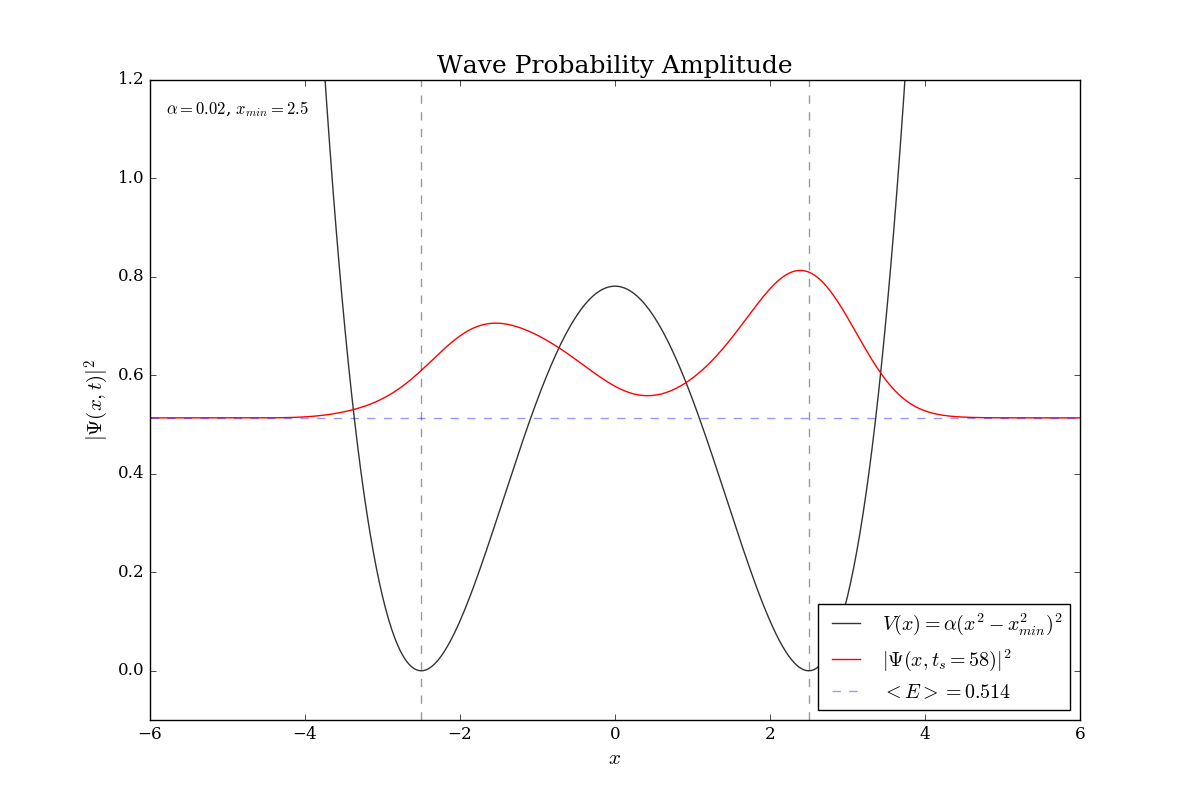 Wave Probability Amplitude
α = 0.02, x_min = 2.5
|Ψ(x, t)|²
1.2
1.0
0.8
0.6
0.4
0.2
0.0
−6
−4
−2
0
2
4
6
x
V(x) = α(x² − x²_min)²
|Ψ(x, t_s = 58)|²
< E > = 0.514